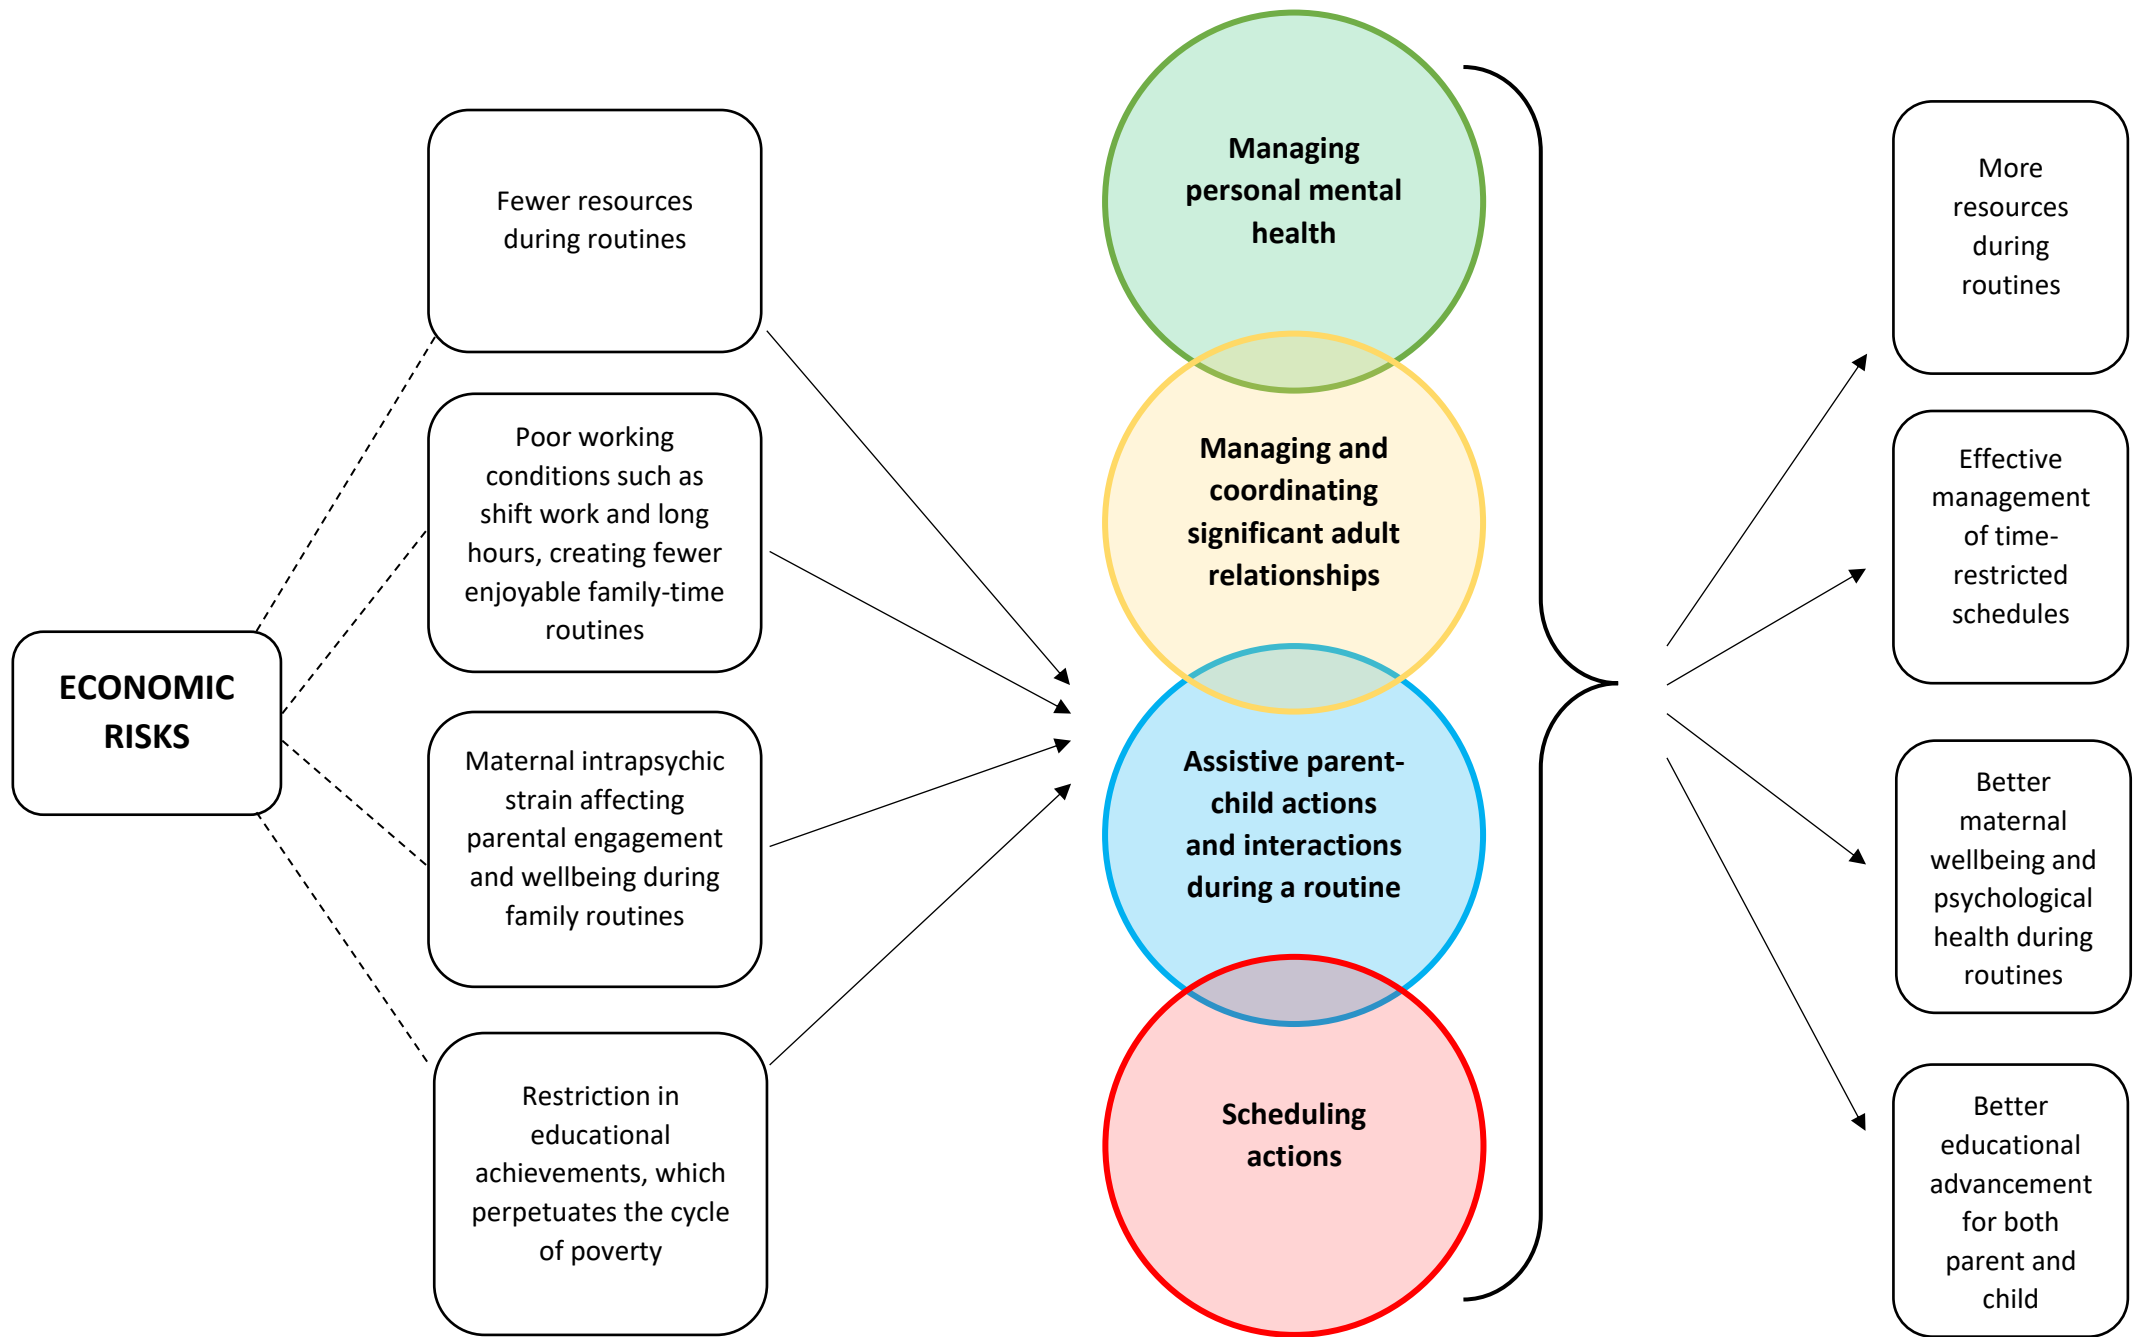 ECONOMIC
RISKS
Fewer resources
during routines
Poor working
conditions such as
shift work and long
hours, creating fewer
enjoyable family-time
routines
Maternal intrapsychic
strain affecting
parental engagement
and wellbeing during
family routines
Restriction in
educational
achievements, which
perpetuates the cycle
of poverty
Managing
personal mental
health
Managing and
coordinating
significant adult
relationships
Assistive parent-
child actions
and interactions
during a routine
Scheduling
actions
More
resources
during
routines
Effective
management
of time-
restricted
schedules
Better
maternal
wellbeing and
psychological
health during
routines
Better
educational
advancement
for both
parent and
child